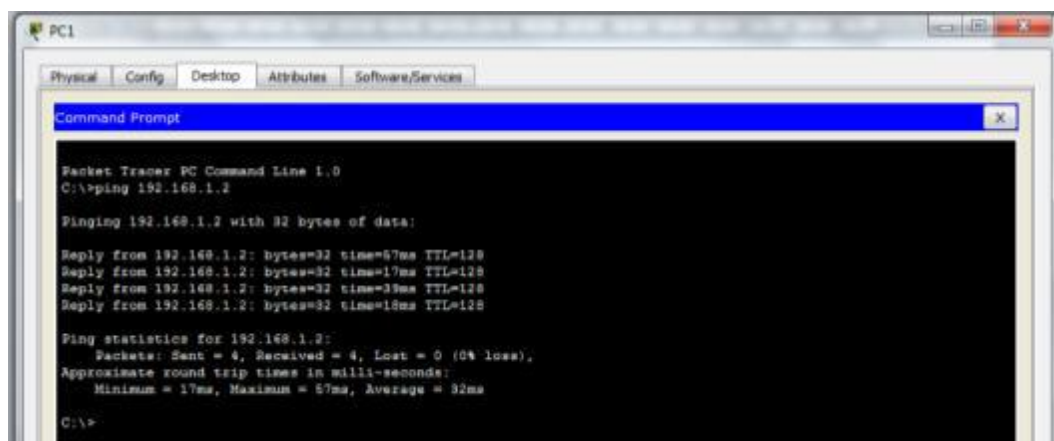 PC1
Physical Config Desktop Attributes Software/Services
Command Prompt X
Packet Tracer PC Command Line 1.0
C:\>ping 192.168.1.2
Pinging 192.168.1.2 with 32 bytes of data:
Reply from 192.168.1.2: bytes=32 time=57ms TTL=128
Reply from 192.168.1.2: bytes=32 time=17ms TTL=128
Reply from 192.168.1.2: bytes=32 time=39ms TTL=128
Reply from 192.168.1.2: bytes=32 time=18ms TTL=128
Ping statistics for 192.168.1.2:
Packets: Sent = 4, Received = 4, Lost = 0 (0% loss),
Approximate round trip times in milli-seconds:
Minimum = 17ms, Maximum = 57ms, Average = 32ms
C:\>